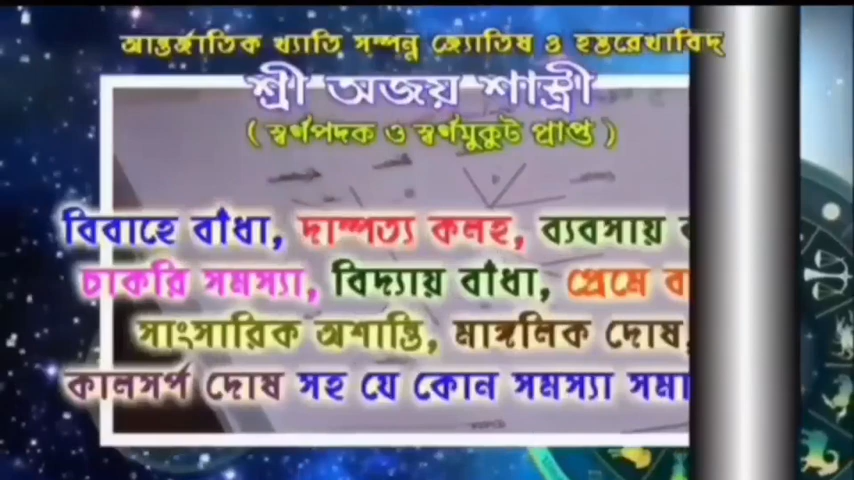 আন্তর্জাতিক খ্যাতি সম্পন্ন জ্যোতিষ ও হস্তরেখাবিদ্
শ্রী অজয় শাস্ত্রী
( স্বর্ণপদক ও স্বর্ণমুকুট প্রাপ্ত )
বিবাহে বাঁধা, দাম্পত্য কলহ, ব্যবসায়
চাকরি সমস্যা, বিদ্যায় বাঁধা, প্রেমে
সাংসারিক অশান্তি, মাঙ্গলিক দোষ,
কালসর্প দোষ সহ যে কোন সমস্যা